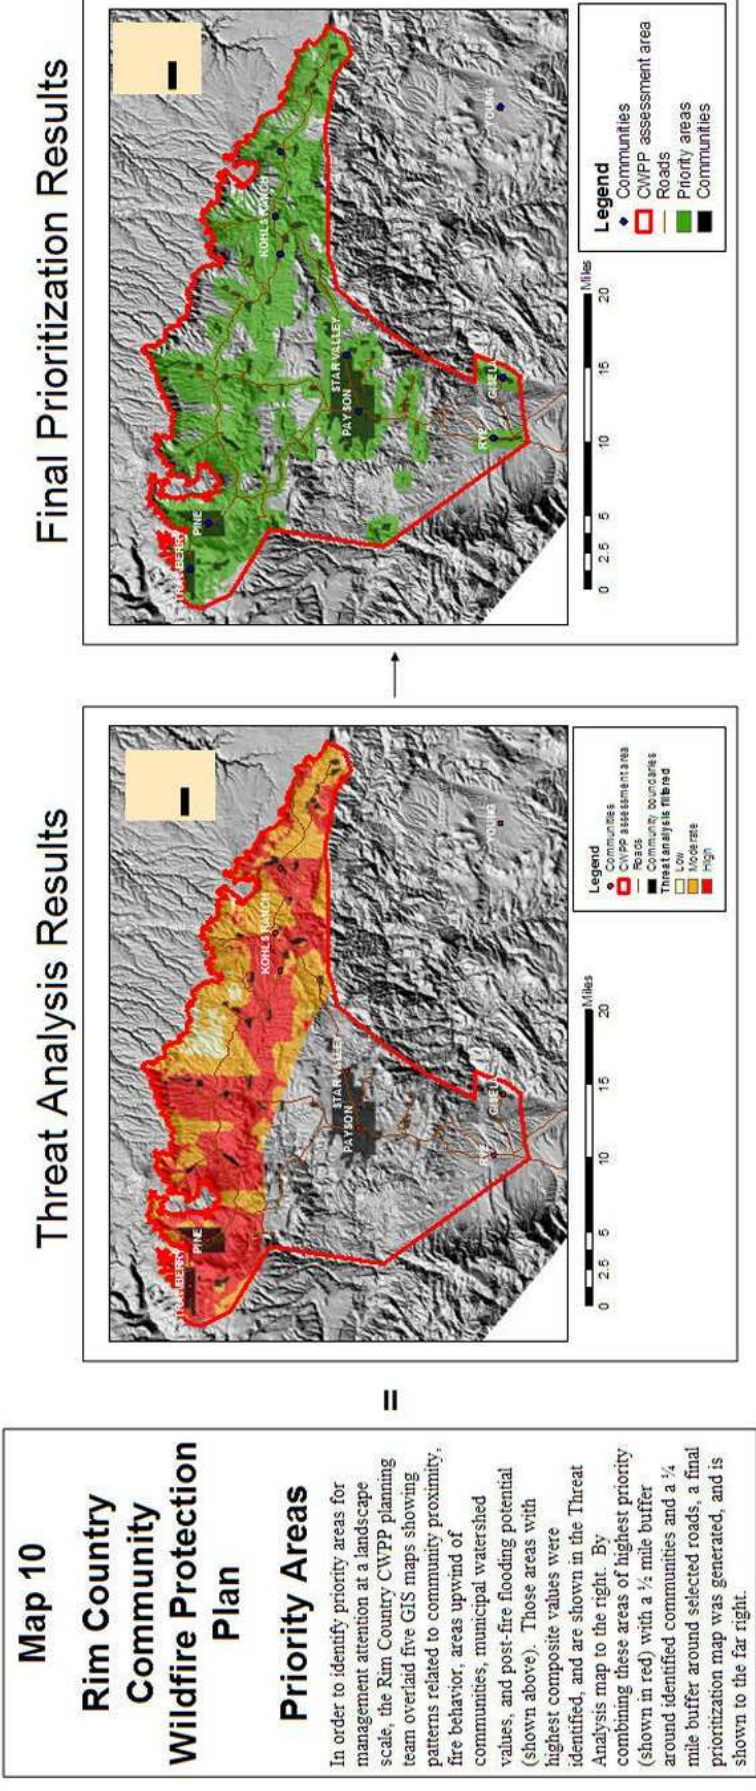 Map 10
Rim Country
Community
Wildfire Protection
Plan
Priority Areas
In order to identify priority areas for
management attention at a landscape
scale, the Rim Country CWPP planning
team overlaid five GIS maps showing
patterns related to community proximity,
fire behavior, areas upwind of
communities, municipal watershed
values, and post-fire flooding potential
(shown above). Those areas with
highest composite values were
identified, and are shown in the Threat
Analysis map to the right. By
combining these areas of highest priority
(shown in red) with a ½ mile buffer
around identified communities and a ¼
mile buffer around selected roads, a final
prioritization map was generated, and is
shown to the far right.
=
Threat Analysis Results
PINE
KOHLS RANCH
STAR VALLEY
PAYSON
YOUNG
RYE
0 2.5 5 10 15 20
Miles
Legend
Communities
CWPP assessment area
Roads
Community boundaries
Threat analysis filtered
Low
Moderate
High
Final Prioritization Results
PINE
KOHLS RANCH
STAR VALLEY
PAYSON
YOUNG
RYE
0 2.5 5 10 15 20
Miles
Legend
Communities
CWPP assessment area
Roads
Priority areas
Communities